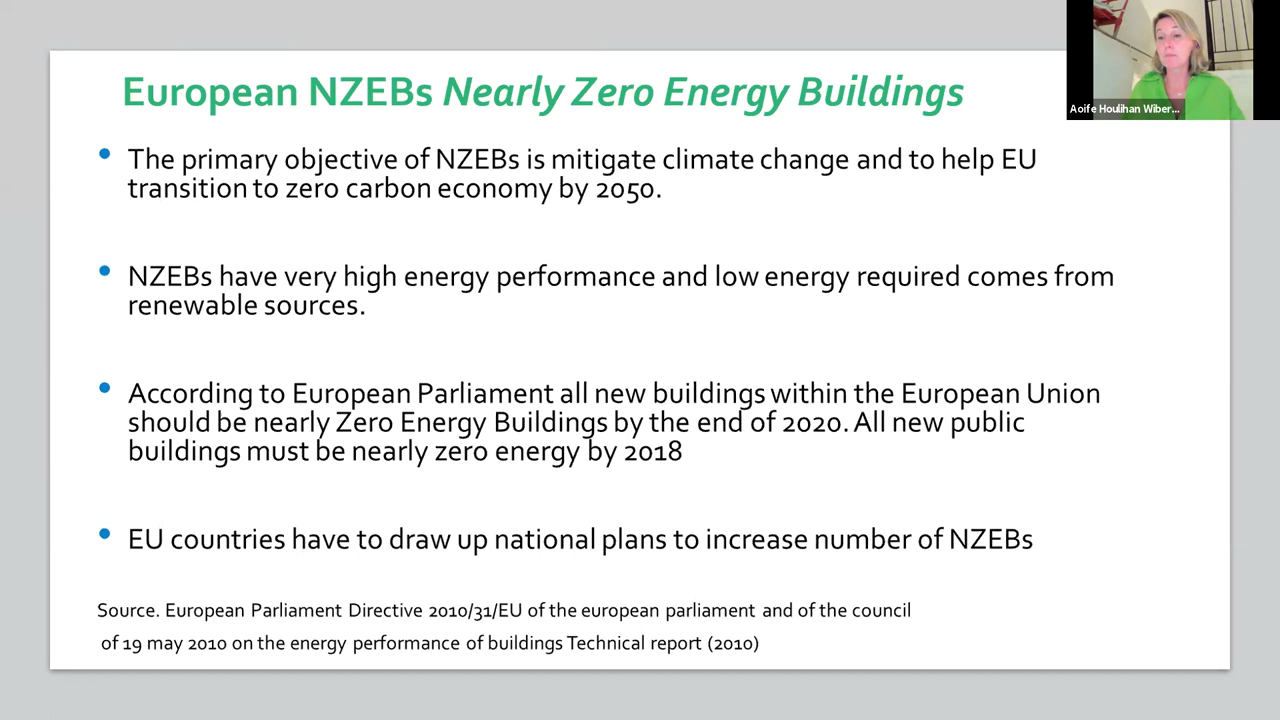 European NZEBs Nearly Zero Energy Buildings
Aoife Houlihan Wiber...
The primary objective of NZEBs is mitigate climate change and to help EU
transition to zero carbon economy by 2050.
NZEBs have very high energy performance and low energy required comes from
renewable sources.
According to European Parliament all new buildings within the European Union
should be nearly Zero Energy Buildings by the end of 2020. All new public
buildings must be nearly zero energy by 2018
EU countries have to draw up national plans to increase number of NZEBs
Source. European Parliament Directive 2010/31/EU of the european parliament and of the council
of 19 may 2010 on the energy performance of buildings Technical report (2010)